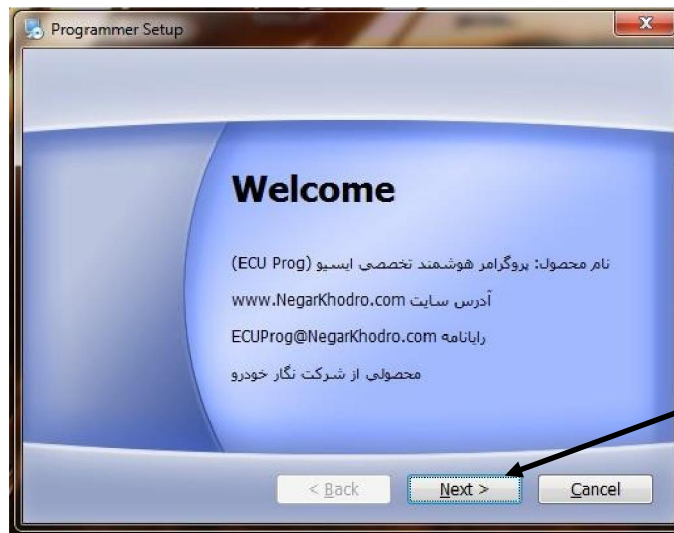 Programmer Setup
Welcome
نام محصول: پروگرامر هوشمند تخصصی ایسیو (ECU Prog)
آدرس سایت www.NegarKhodro.com
رایانامه ECUProg@NegarKhodro.com
محصولی از شرکت نگار خودرو
< Back
Next >
Cancel